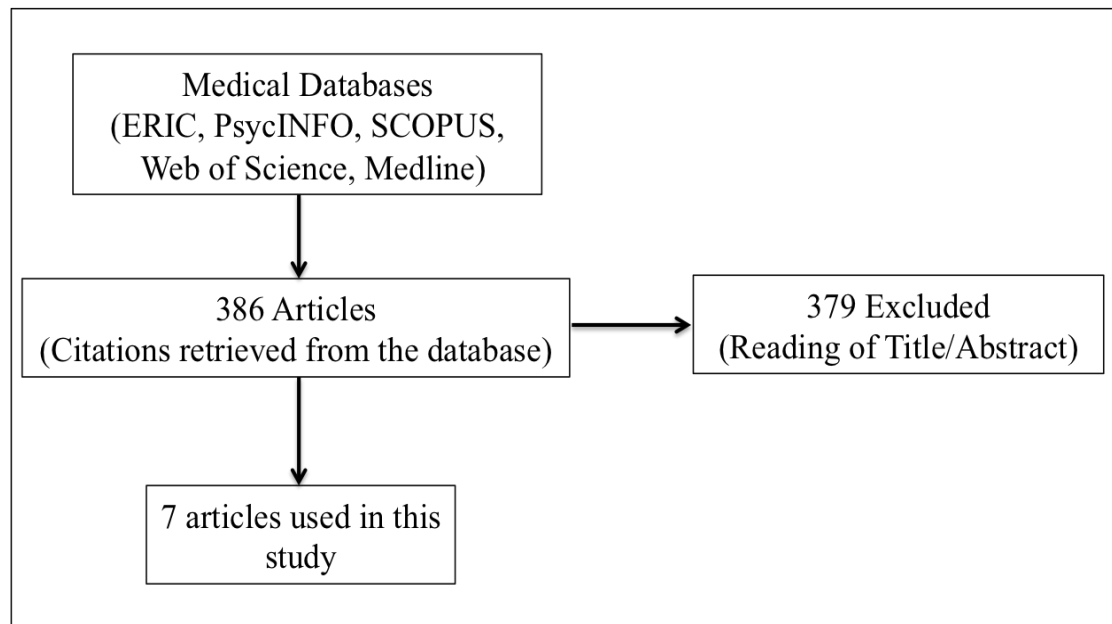 Medical Databases
(ERIC, PsycINFO, SCOPUS,
Web of Science, Medline)
386 Articles
(Citations retrieved from the database)
379 Excluded
(Reading of Title/Abstract)
7 articles used in this
study